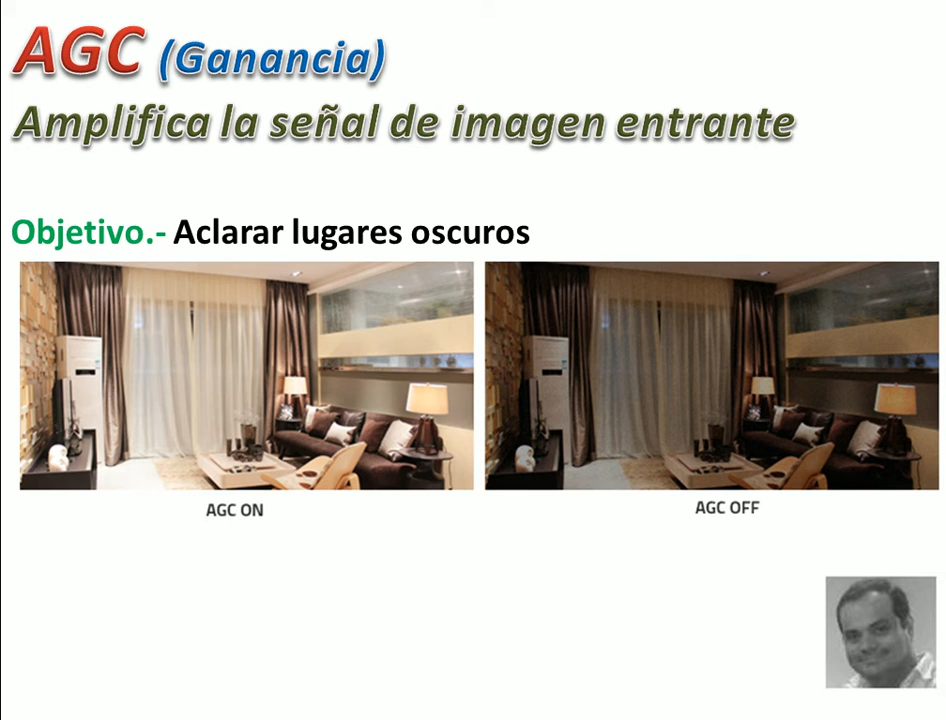 AGC (Ganancia)
Amplifica la señal de imagen entrante
Objetivo.- Aclarar lugares oscuros
AGC ON
AGC OFF